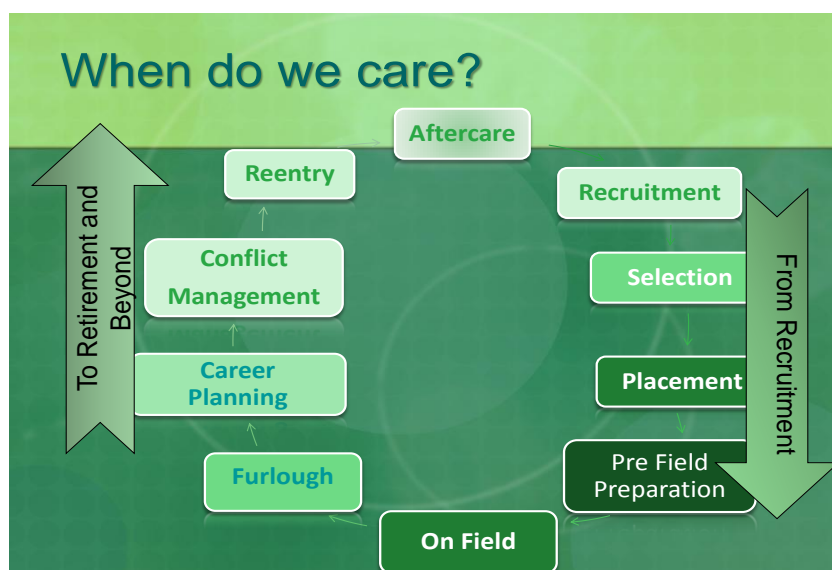 When do we care?
Aftercare
Recruitment
Selection
Placement
Pre Field
Preparation
On Field
Furlough
Career
Planning
Conflict
Management
Reentry
From Recruitment
To Retirement and
Beyond